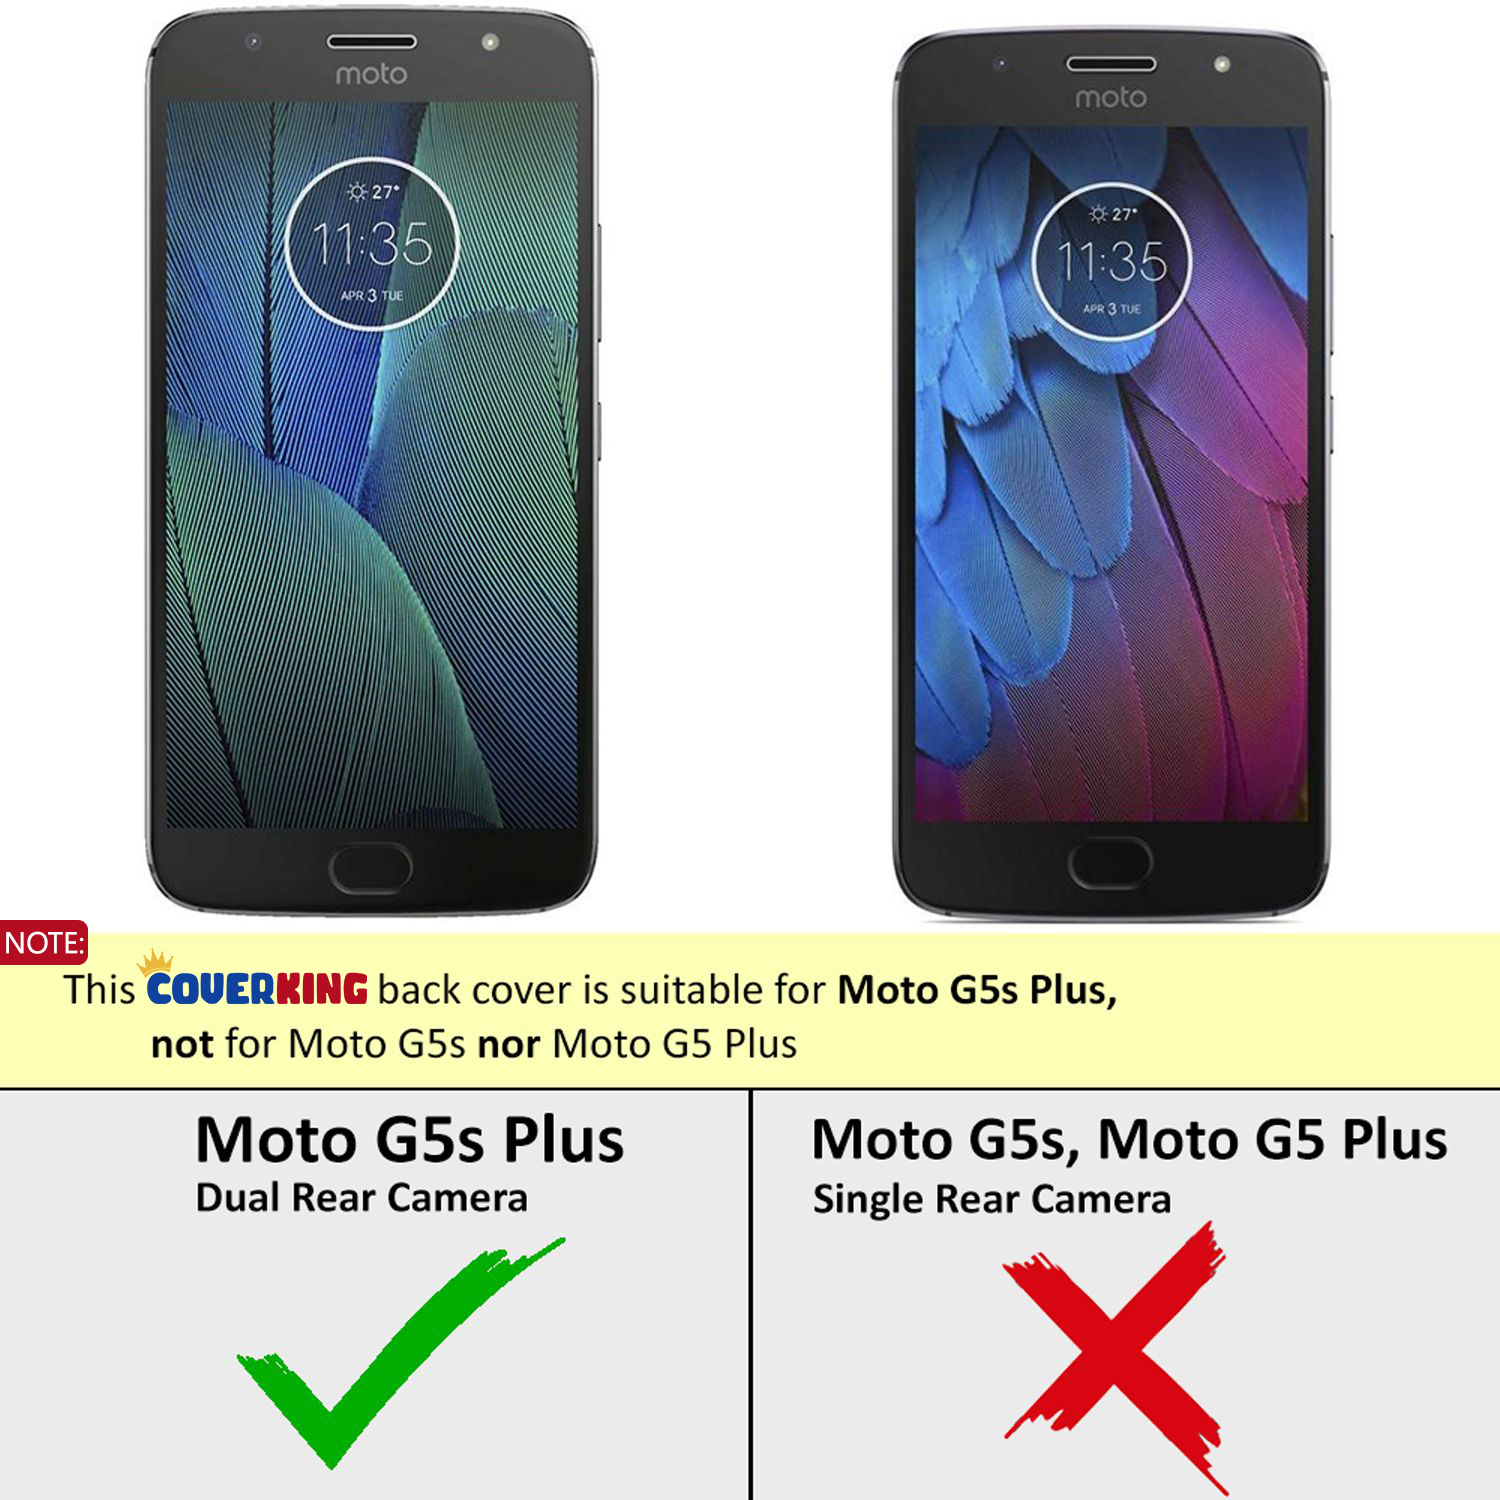 moto
27°
11:35
APR 3 TUE
moto
27°
11:35
APR 3 TUE
NOTE:
This COVERKING back cover is suitable for Moto G5s Plus,
not for Moto G5s nor Moto G5 Plus
Moto G5s Plus
Dual Rear Camera
Moto G5s, Moto G5 Plus
Single Rear Camera